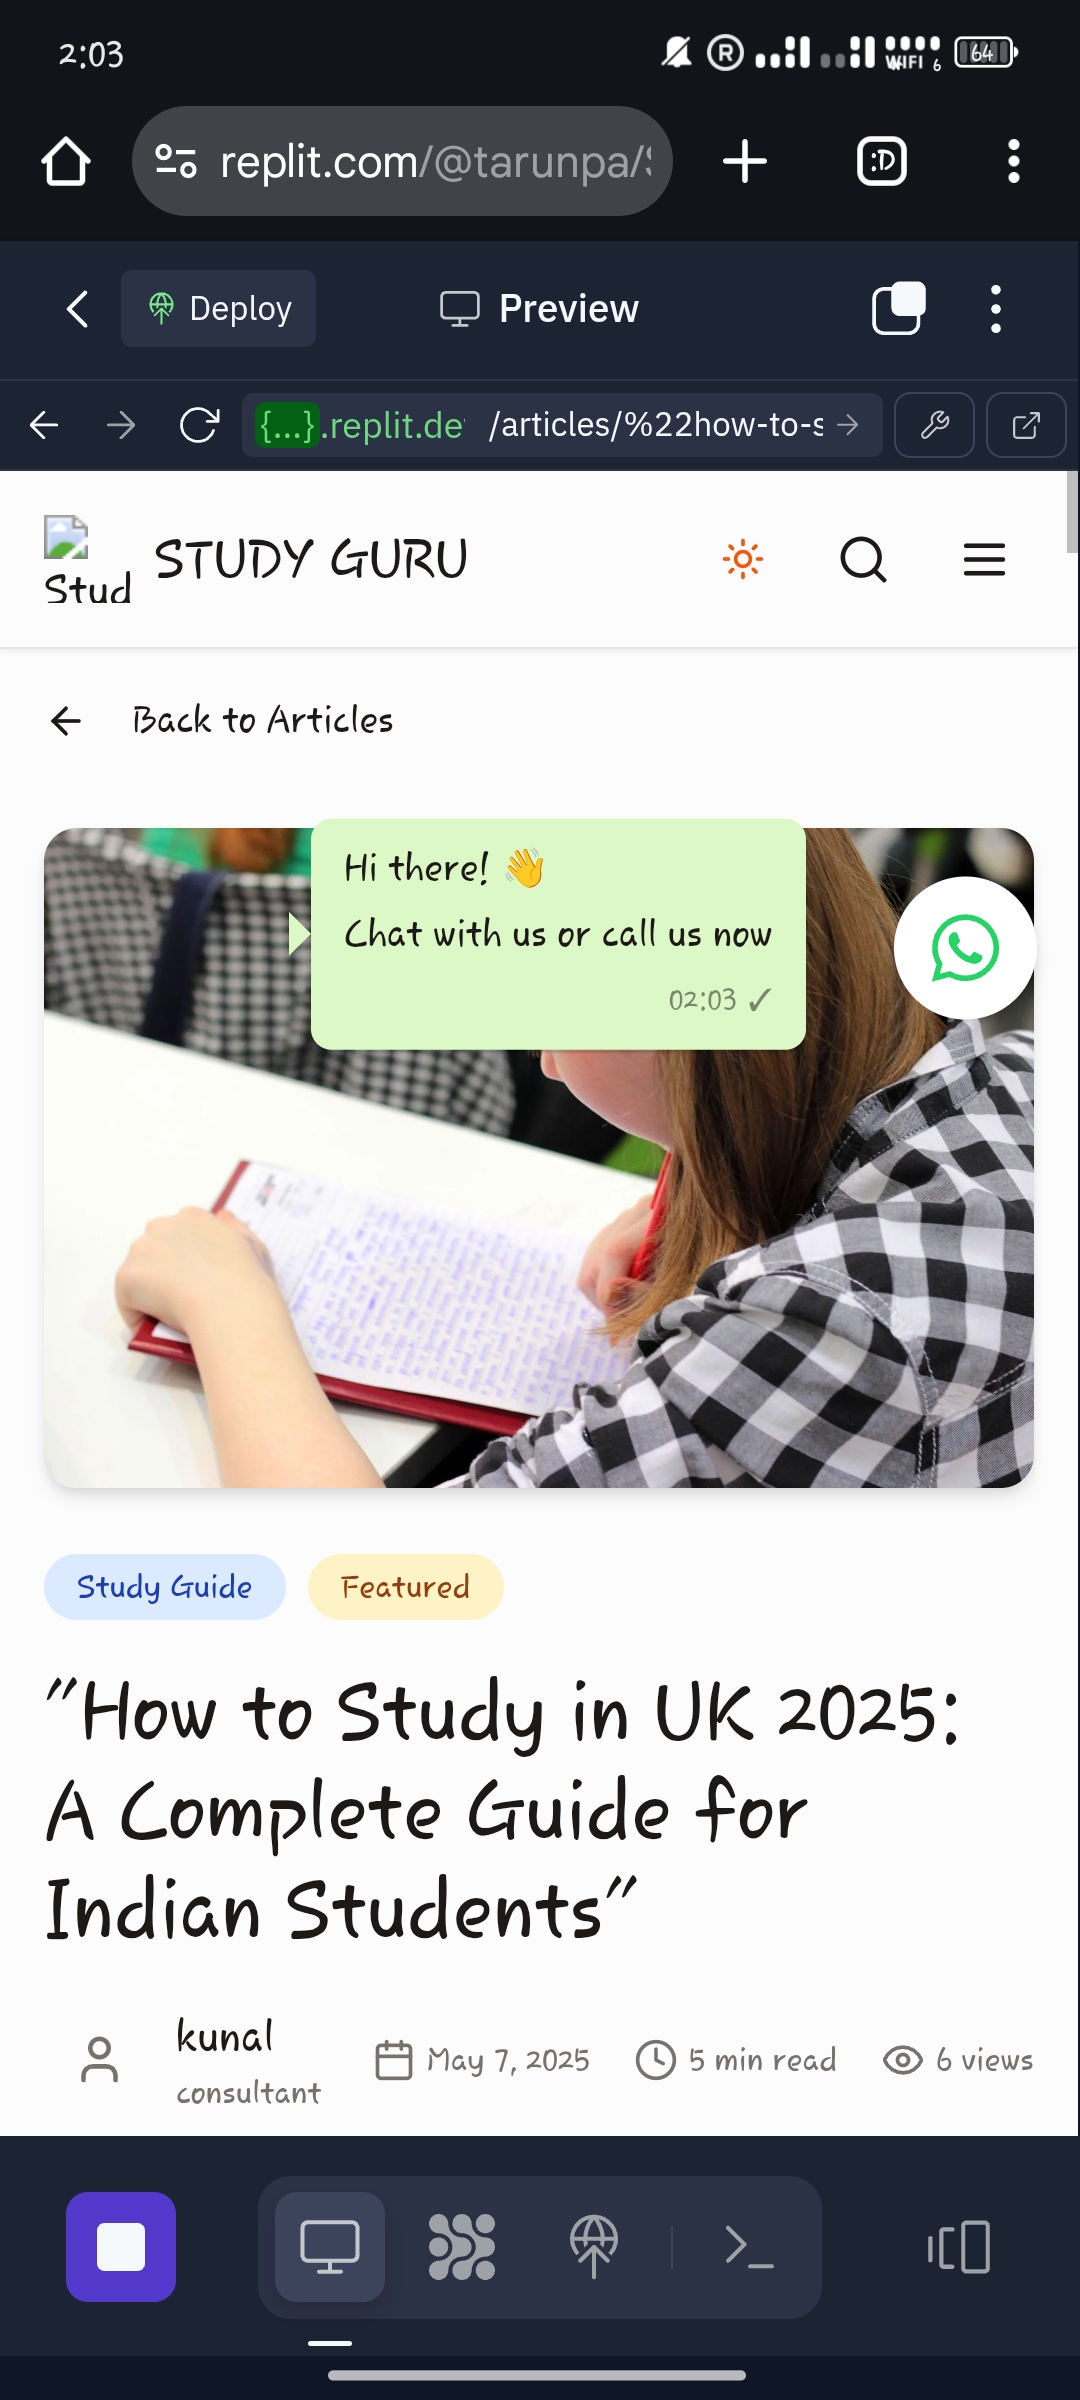 2:03
R
WIFI 6
64
replit.com/@tarunpa/
:D
Deploy
Preview
{...}.replit.de
/articles/%22how-to-s
Stud
STUDY GURU
Back to Articles
Hi there! 👋
Chat with us or call us now
02:03 ✓
Study Guide
Featured
"How to Study in UK 2025:
A Complete Guide for
Indian Students"
kunal
consultant
May 7, 2025
5 min read
6 views